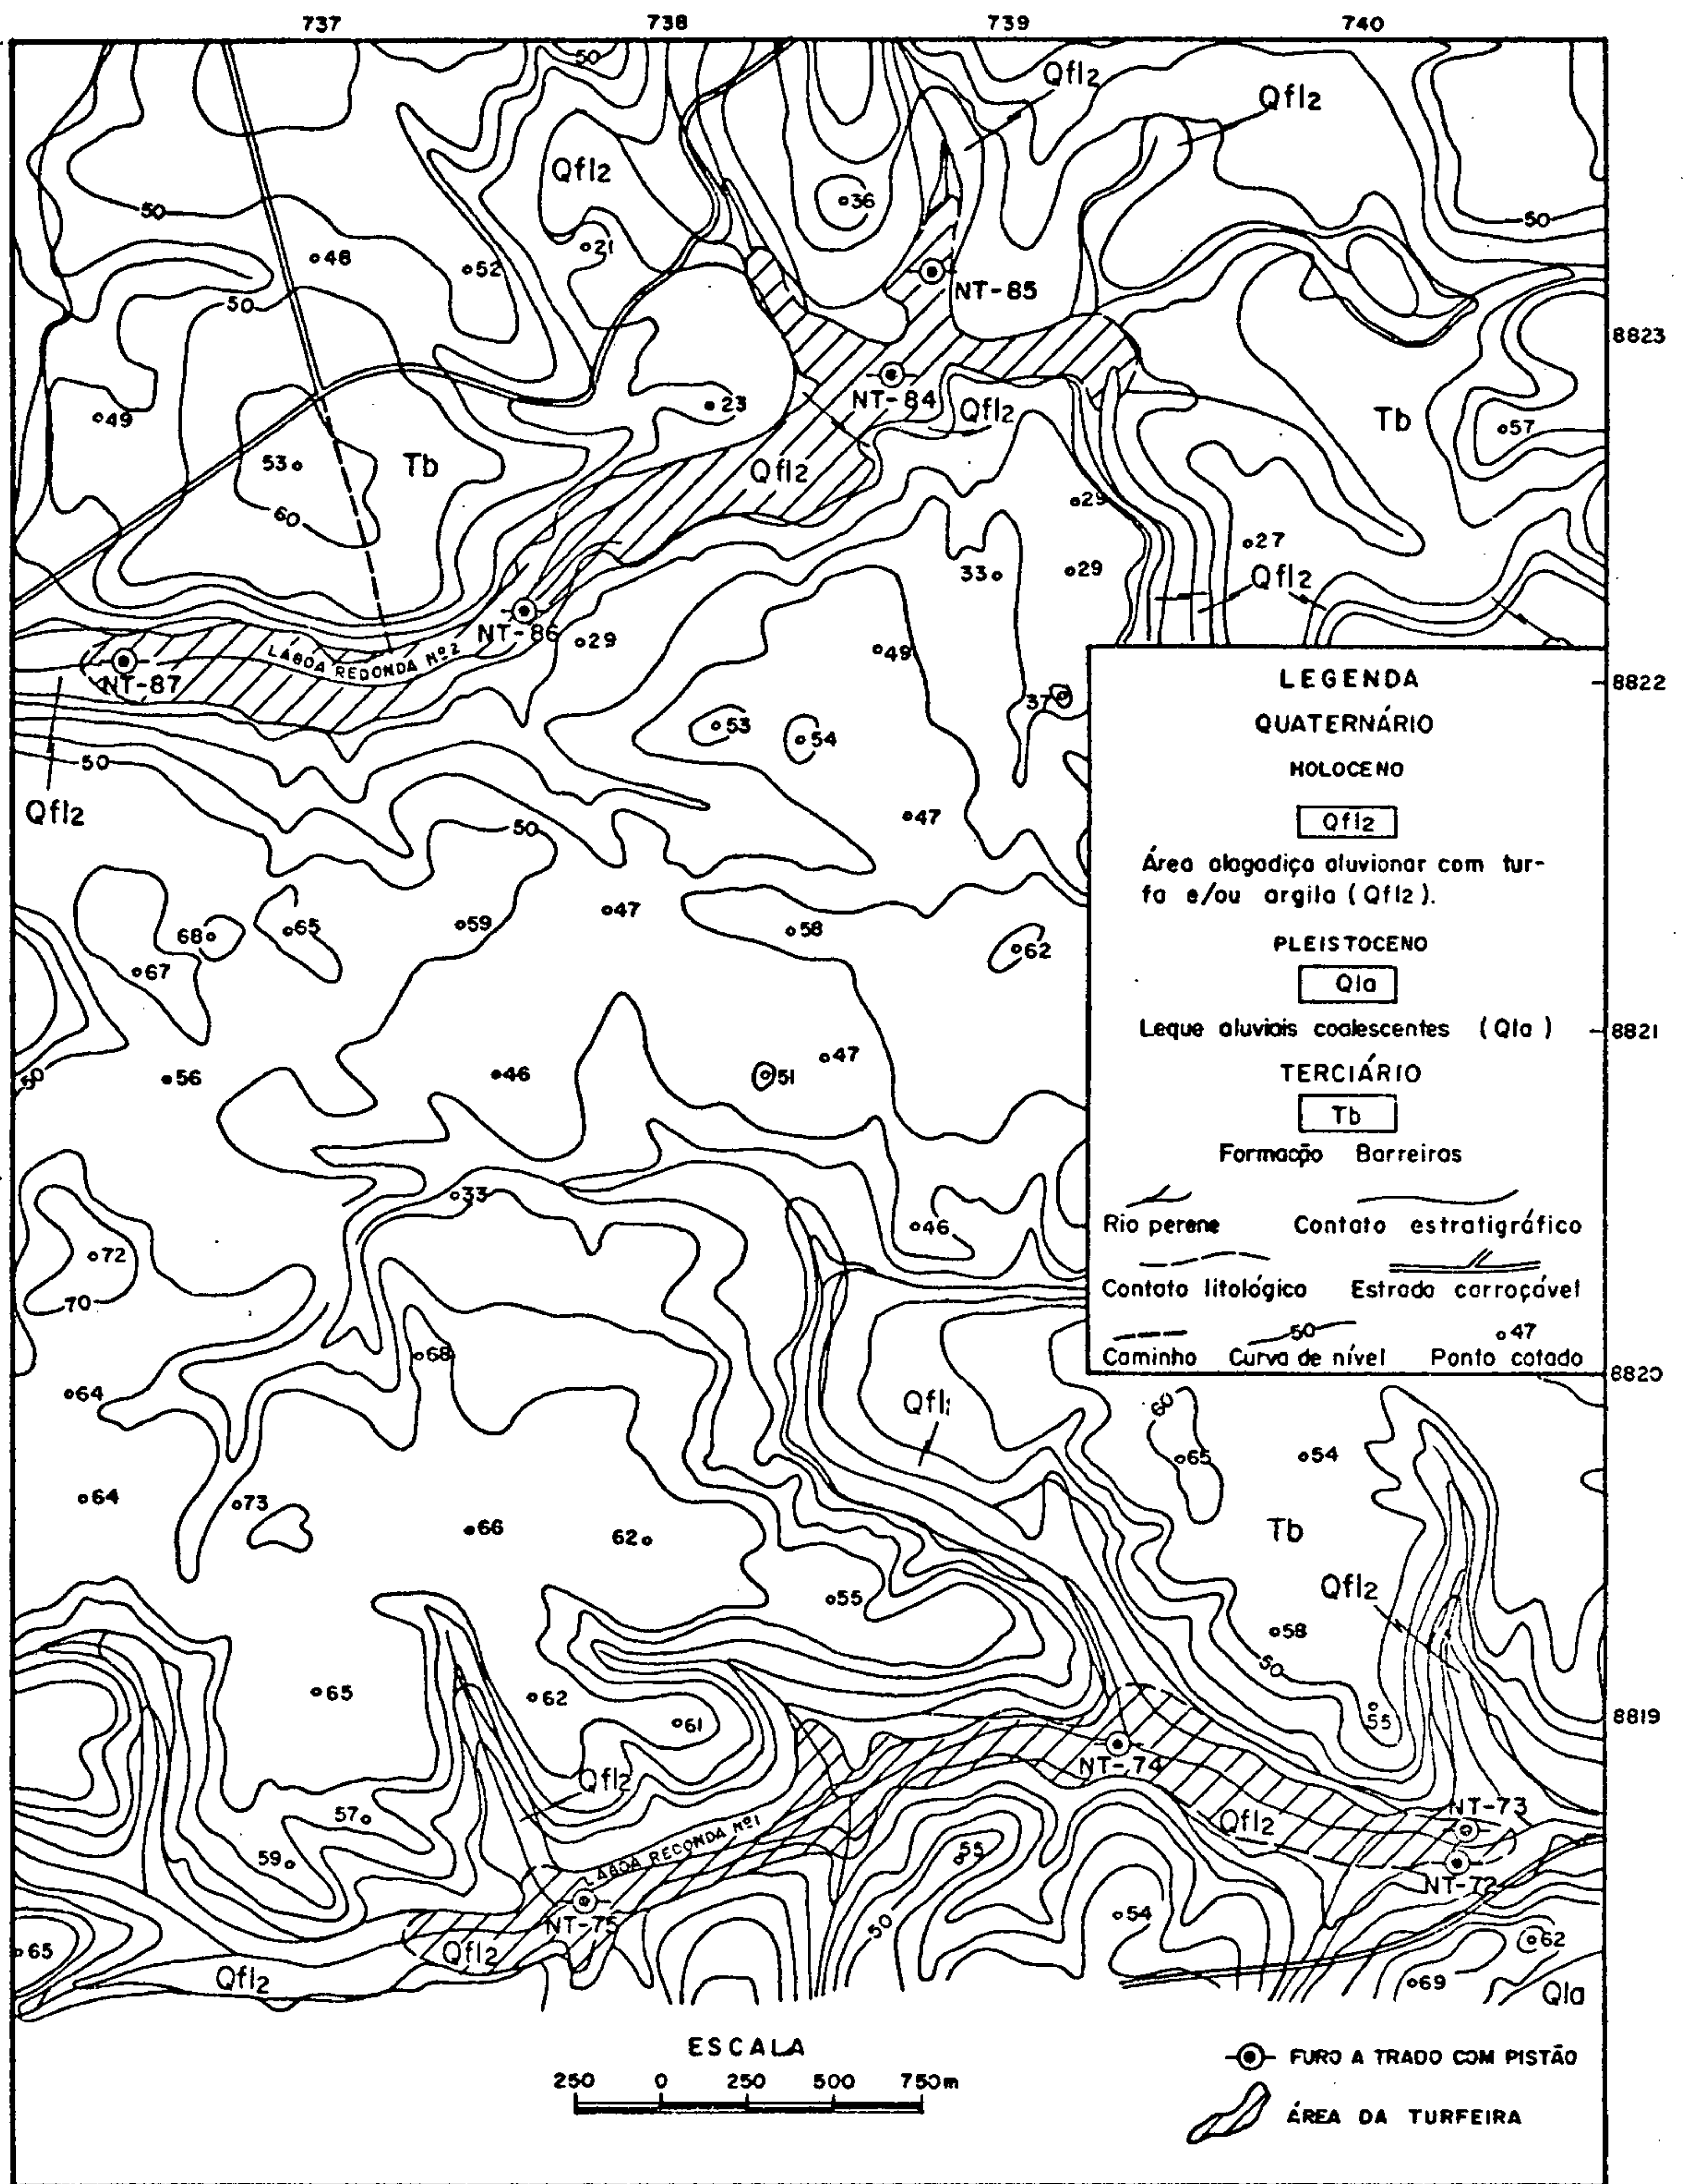 737 738 739 740
50
Qfl2
Qfl2
Qfl2
36
50
50
21
48
52
NT-85
50
8823
NT-84
Qfl2
49
23
Tb
57
53
Tb
Qfl2
29
60
27
33
29
Qfl2
NT-86
29
49
LAGOA REDONDA Nº2
NT-87
8822
37
53
54
50
Qfl2
47
50
47
59
58
68
65
62
67
8821
47
50
56
46
51
33
46
72
70
68
8820
64
LEGENDA
QUATERNÁRIO
HOLOCENO
Qfl2
Área alagadiça aluvionar com tur-
fa e/ou argila (Qfl2).
PLEISTOCENO
Qla
Leque aluviais coalescentes (Qla)
TERCIÁRIO
Tb
Formação Barreiras
Rio perene Contato estratigráfico
Contato litológico Estrada carroçável
50 47
Caminho Curva de nível Ponto cotado
60
Qfl1
65
54
64
73
66
62
Tb
Qfl2
55
58
50
65
62
61
55
8819
NT-74
Qfl2
NT-73
57
Qfl2
LAGOA REDONDA Nº1
55
59
NT-72
NT-75
50
54
65
Qfl2
62
Qfl2
69
Qla
ESCALA
250 0 250 500 750m
FURO A TRADO COM PISTÃO
ÁREA DA TURFEIRA